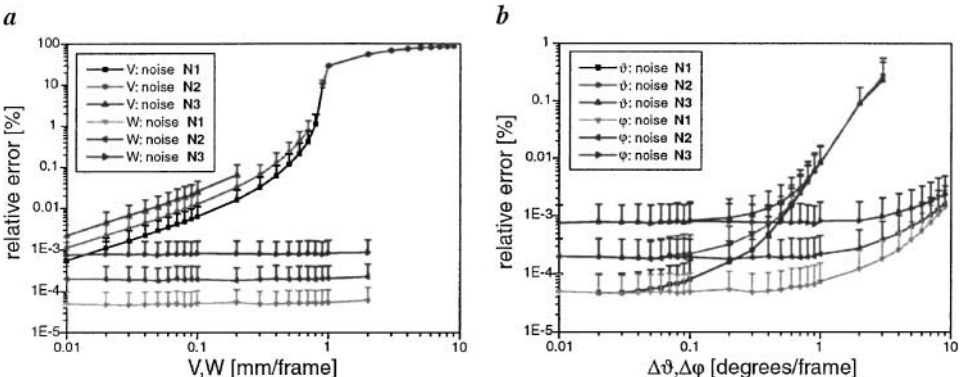 a
b
100
10
1
0.1
0.01
1E-3
1E-4
1E-5
relative error [%]
V: noise N1
V: noise N2
V: noise N3
W: noise N1
W: noise N2
W: noise N3
0.01
0.1
1
10
V,W [mm/frame]
1
0.1
0.01
1E-3
1E-4
1E-5
relative error [%]
ϑ: noise N1
ϑ: noise N2
ϑ: noise N3
φ: noise N1
φ: noise N2
φ: noise N3
0.01
0.1
1
10
Δϑ,Δφ [degrees/frame]